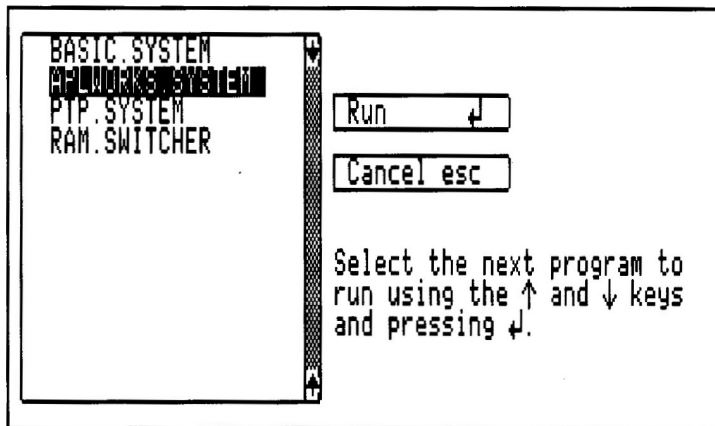 BASIC.SYSTEM
APLWORKS.SYSTEM
PTP.SYSTEM
RAM.SWITCHER
Run ↲
Cancel esc
Select the next program to
run using the ↑ and ↓ keys
and pressing ↲.